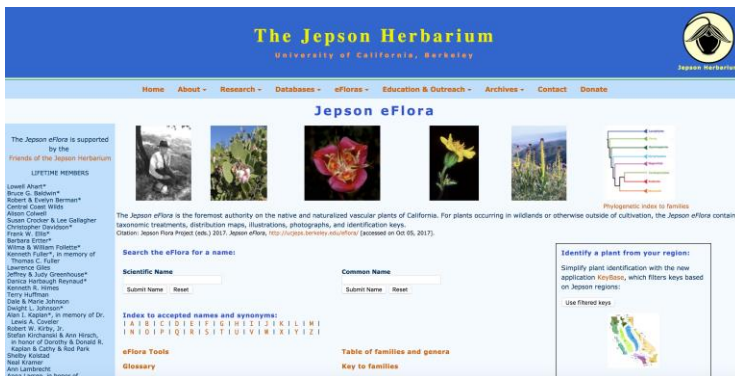 The Jepson Herbarium
University of California, Berkeley
Jepson Herbarium
Home About Research Databases eFloras Education & Outreach Archives Contact Donate
Jepson eFlora
The Jepson eFlora is supported
by the
Friends of the Jepson Herbarium
LIFETIME MEMBERS
Lowell Ahart*
Bruce G. Baldwin*
Robert & Evelyn Berman*
Central Coast Wilds
Alison Colwell
Susan Crocker & Lee Gallagher
Christopher Davidson*
Frank W. Ellis*
Barbara Ertter*
Wilma & William Follette*
Kenneth Fuller*, in memory of
Thomas C. Fuller
Lawrence Giles
Jeffrey & Judy Greenhouse*
Danica Harbaugh Reynaud*
Kenneth R. Himes
Terry Huffman
Dale & Marie Johnson
Dwight L. Johnson*
Alan I. Kaplan*, in memory of Dr.
Lewis A. Coveler
Robert W. Kirby, Jr.
Stefan Kirchanski & Ann Hirsch,
in honor of Dorothy & Donald R.
Kaplan & Cathy & Rod Park
Shelby Kolstad
Neal Kramer
Ann Lambrecht
Phylogenetic index to families
The Jepson eFlora is the foremost authority on the native and naturalized vascular plants of California. For plants occurring in wildlands or otherwise outside of cultivation, the Jepson eFlora contain
taxonomic treatments, distribution maps, illustrations, photographs, and identification keys.
Citation: Jepson Flora Project (eds.) 2017. Jepson eFlora, http://ucjeps.berkeley.edu/eflora/ [accessed on Oct 05, 2017].
Search the eFlora for a name:
Scientific Name
Submit Name Reset
Common Name
Submit Name Reset
Index to accepted names and synonyms:
| A | B | C | D | E | F | G | H | I | J | K | L | M |
| N | O | P | Q | R | S | T | U | V | W | X | Y | Z |
eFlora Tools
Table of families and genera
Glossary
Key to families
Identify a plant from your region:
Simplify plant identification with the new
application KeyBase, which filters keys based
on Jepson regions:
Use filtered keys